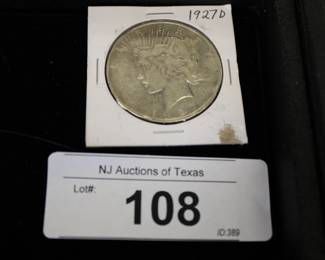 1927D
NJ Auctions of Texas
Lot#:
108
ID:389